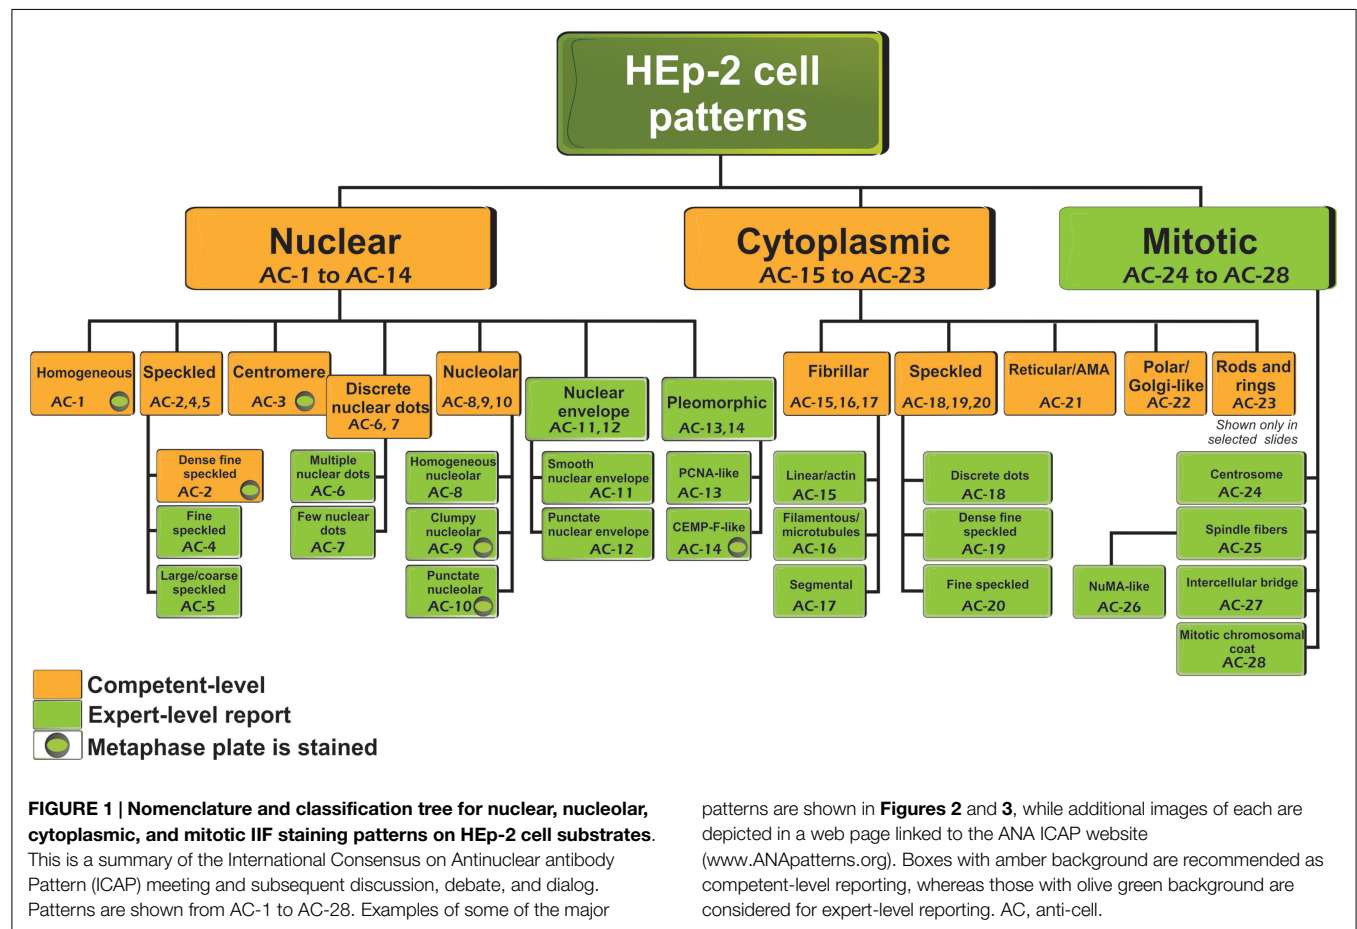 HEp-2 cell
patterns
Nuclear
AC-1 to AC-14
Cytoplasmic
AC-15 to AC-23
Mitotic
AC-24 to AC-28
Homogeneous
AC-1
Speckled
AC-2,4,5
Centromere
AC-3
Discrete
nuclear dots
AC-6, 7
Nucleolar
AC-8,9,10
Nuclear
envelope
AC-11,12
Pleomorphic
AC-13,14
Fibrillar
AC-15,16,17
Speckled
AC-18,19,20
Reticular/AMA
AC-21
Polar/
Golgi-like
AC-22
Rods and
rings
AC-23
Shown only in
selected slides
Dense fine
speckled
AC-2
Fine
speckled
AC-4
Large/coarse
speckled
AC-5
Multiple
nuclear dots
AC-6
Few nuclear
dots
AC-7
Homogeneous
nucleolar
AC-8
Clumpy
nucleolar
AC-9
Punctate
nucleolar
AC-10
Smooth
nuclear envelope
AC-11
Punctate
nuclear envelope
AC-12
PCNA-like
AC-13
CEMP-F-like
AC-14
Linear/actin
AC-15
Filamentous/
microtubules
AC-16
Segmental
AC-17
Discrete dots
AC-18
Dense fine
speckled
AC-19
Fine speckled
AC-20
Centrosome
AC-24
Spindle fibers
AC-25
NuMA-like
AC-26
Intercellular bridge
AC-27
Mitotic chromosomal
coat
AC-28
Competent-level
Expert-level report
Metaphase plate is stained
FIGURE 1 | Nomenclature and classification tree for nuclear, nucleolar,
cytoplasmic, and mitotic IIF staining patterns on HEp-2 cell substrates.
This is a summary of the International Consensus on Antinuclear antibody
Pattern (ICAP) meeting and subsequent discussion, debate, and dialog.
Patterns are shown from AC-1 to AC-28. Examples of some of the major
patterns are shown in Figures 2 and 3, while additional images of each are
depicted in a web page linked to the ANA ICAP website
(www.ANApatterns.org). Boxes with amber background are recommended as
competent-level reporting, whereas those with olive green background are
considered for expert-level reporting. AC, anti-cell.